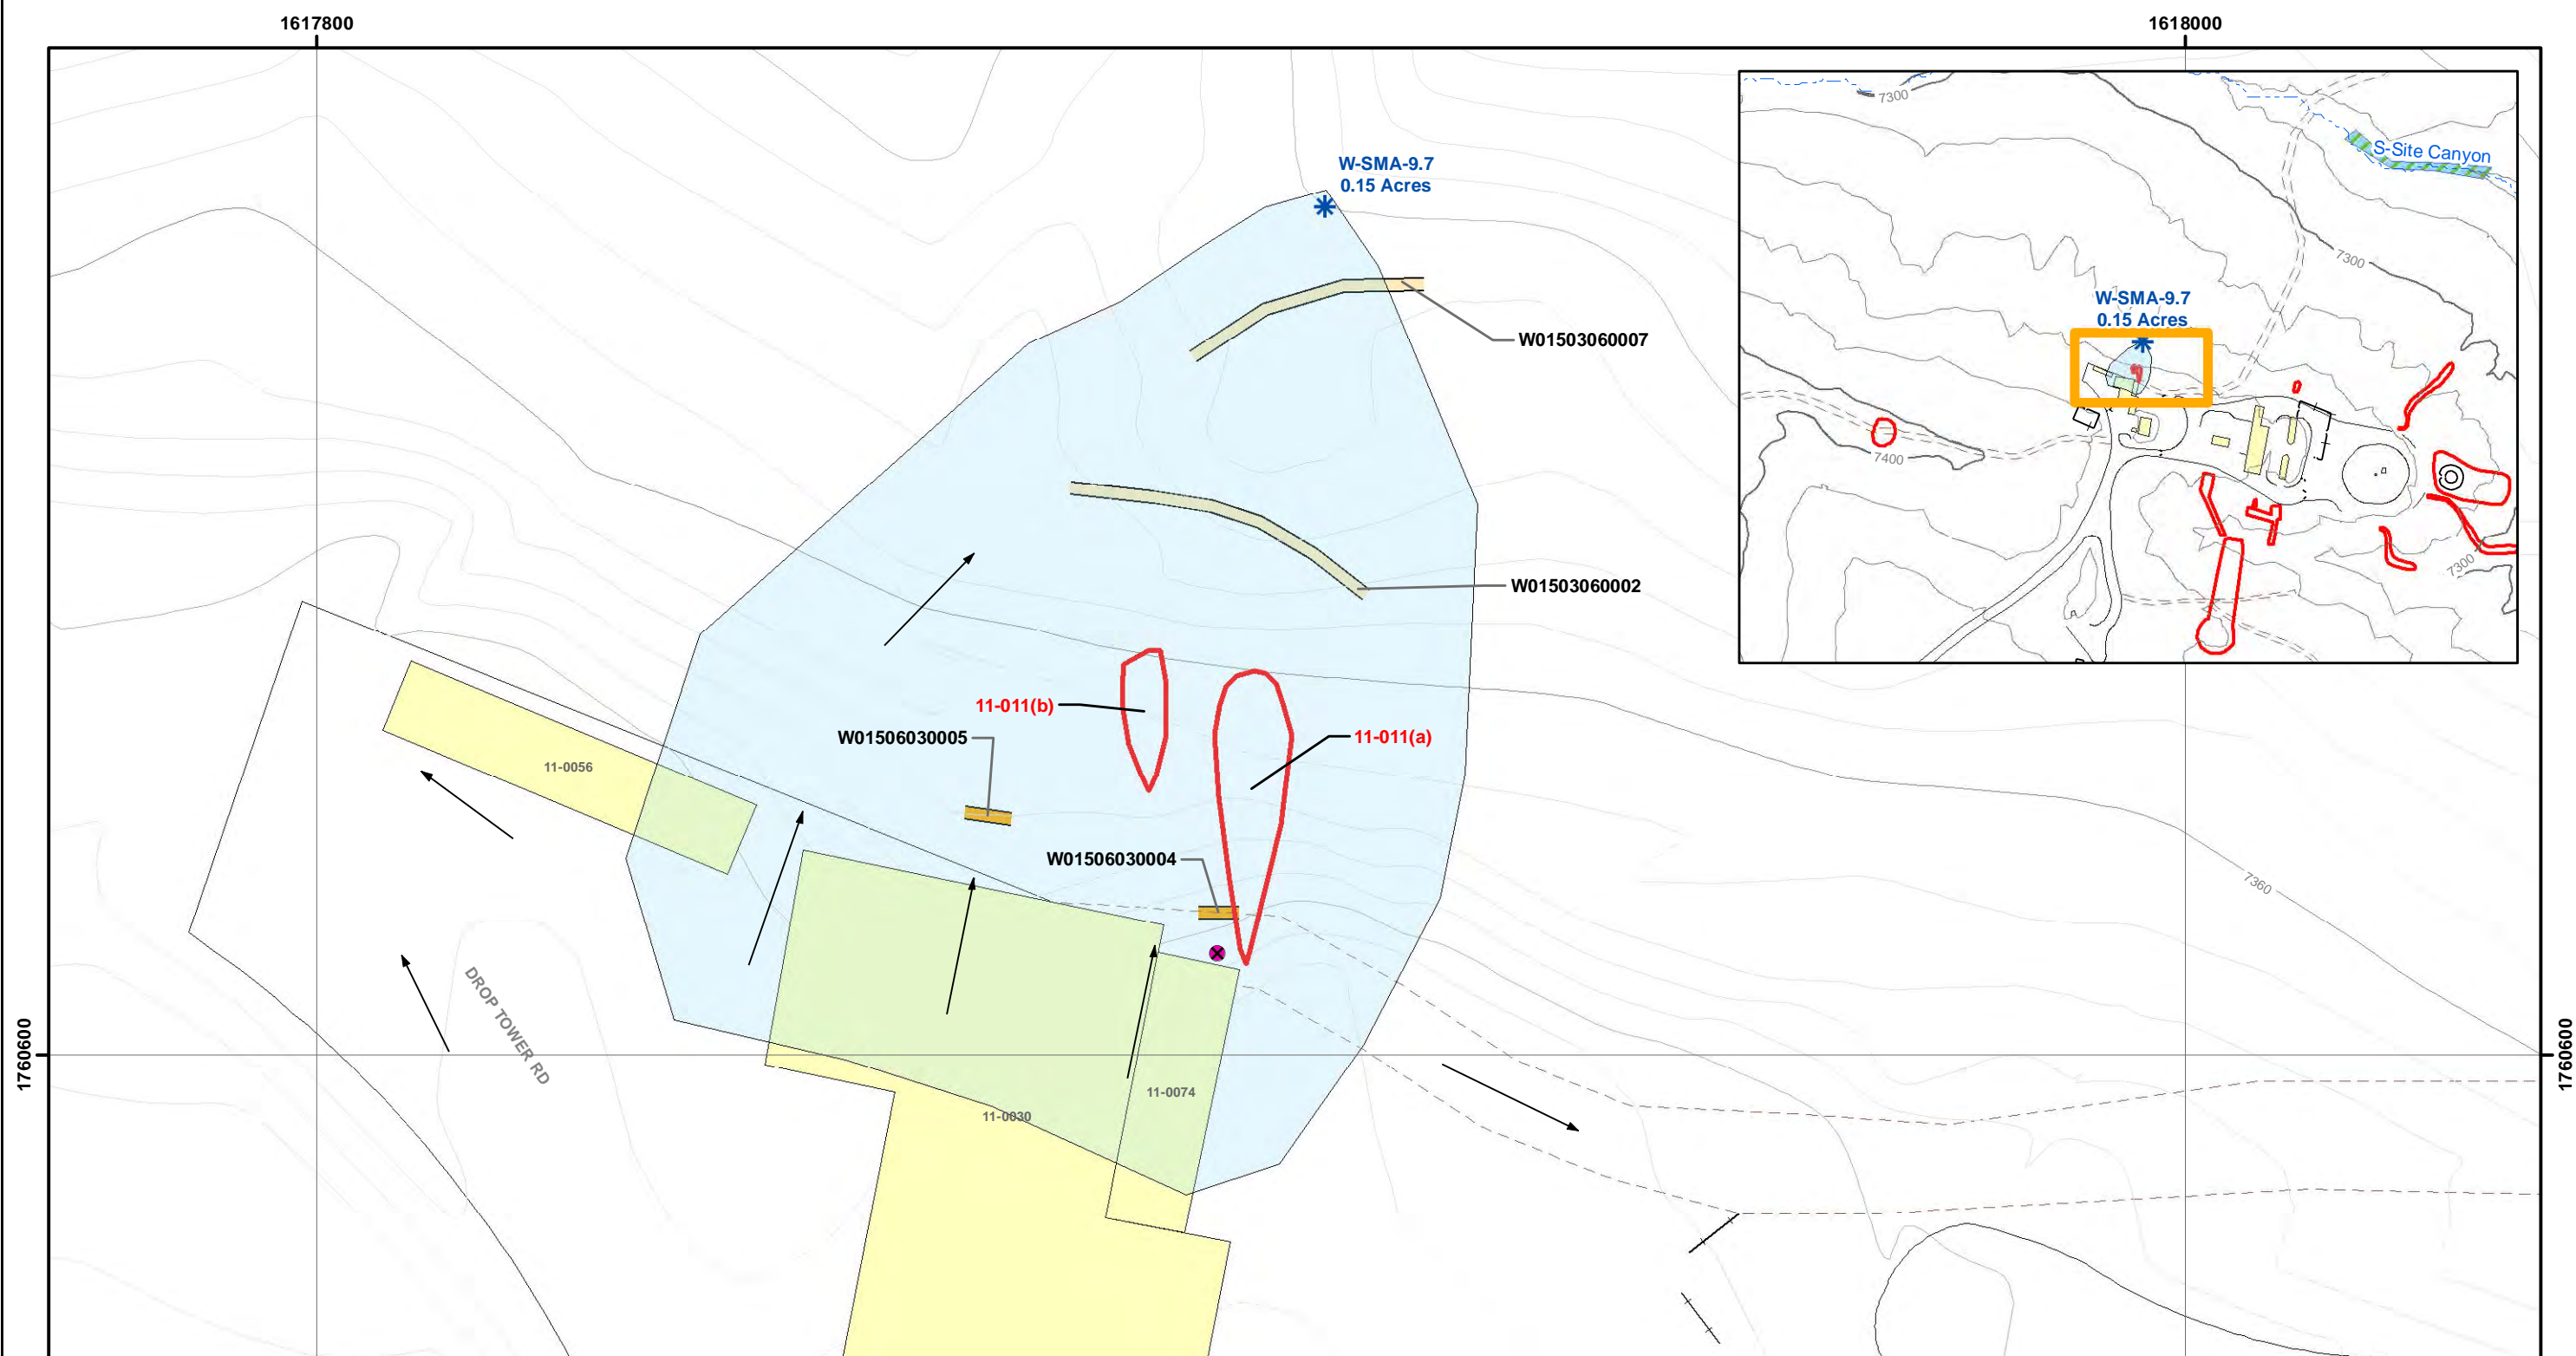 1617800
1618000
W-SMA-9.7
0.15 Acres
7300
S-Site Canyon
7300
W-SMA-9.7
0.15 Acres
7400
7300
W01503060007
W01503060002
11-011(b)
11-011(a)
W01506030005
11-0056
W01506030004
7360
DROP TOWER RD
1760600
1760600
11-0074
11-0030